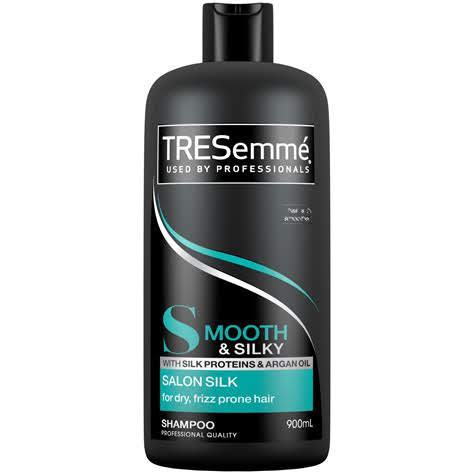 TRESemmé
USED BY PROFESSIONALS
SMOOTH
& SILKY
WITH SILK PROTEINS & ARGAN OIL
SALON SILK
for dry, frizz prone hair
SHAMPOO
PROFESSIONAL QUALITY
900mL